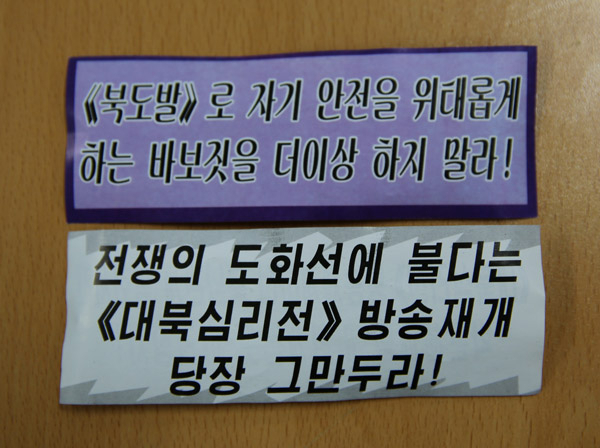 《북도발》로 자기 안전을 위태롭게
하는 바보짓을 더이상 하지 말라!
전쟁의 도화선에 불다는
《대북심리전》방송재개
당장 그만두라!